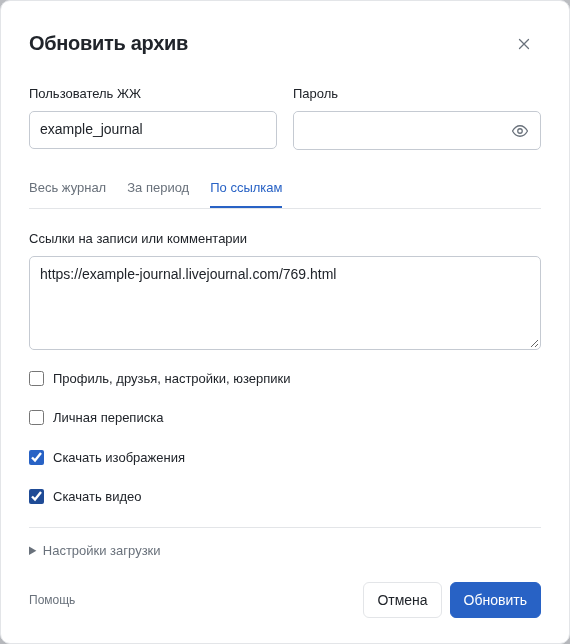 Обновить архив
Пользователь ЖЖ
Пароль
example_journal
Весь журнал
За период
По ссылкам
Ссылки на записи или комментарии
https://example-journal.livejournal.com/769.html
Профиль, друзья, настройки, юзерпики
Личная переписка
Скачать изображения
Скачать видео
Настройки загрузки
Помощь
Отмена
Обновить